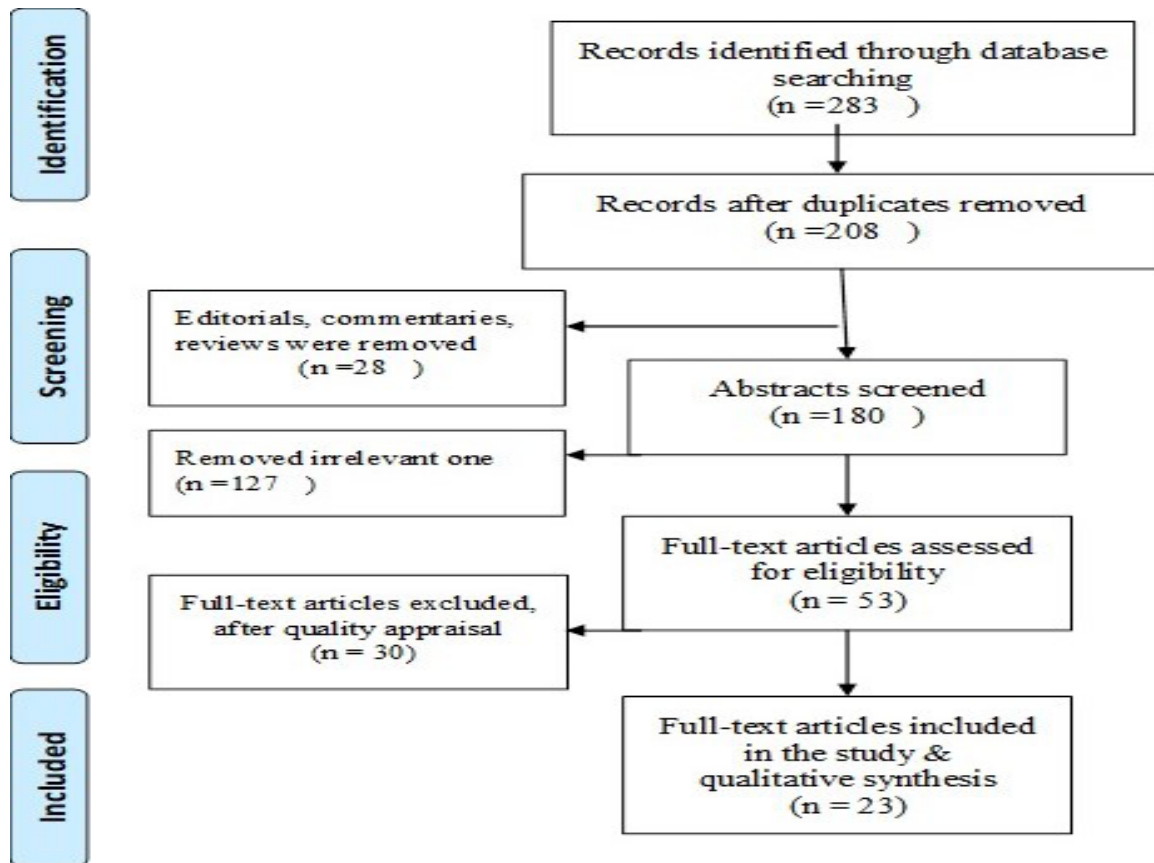 Identification
Records identified through database
searching
(n =283   )
Records after duplicates removed
(n =208   )
Screening
Editorials, commentaries,
reviews were removed
(n =28   )
Abstracts screened
(n =180   )
Removed irrelevant one
(n =127   )
Eligibility
Full-text articles assessed
for eligibility
(n = 53)
Full-text articles excluded,
after quality appraisal
(n = 30)
Included
Full-text articles included
in the study &
qualitative synthesis
(n = 23)